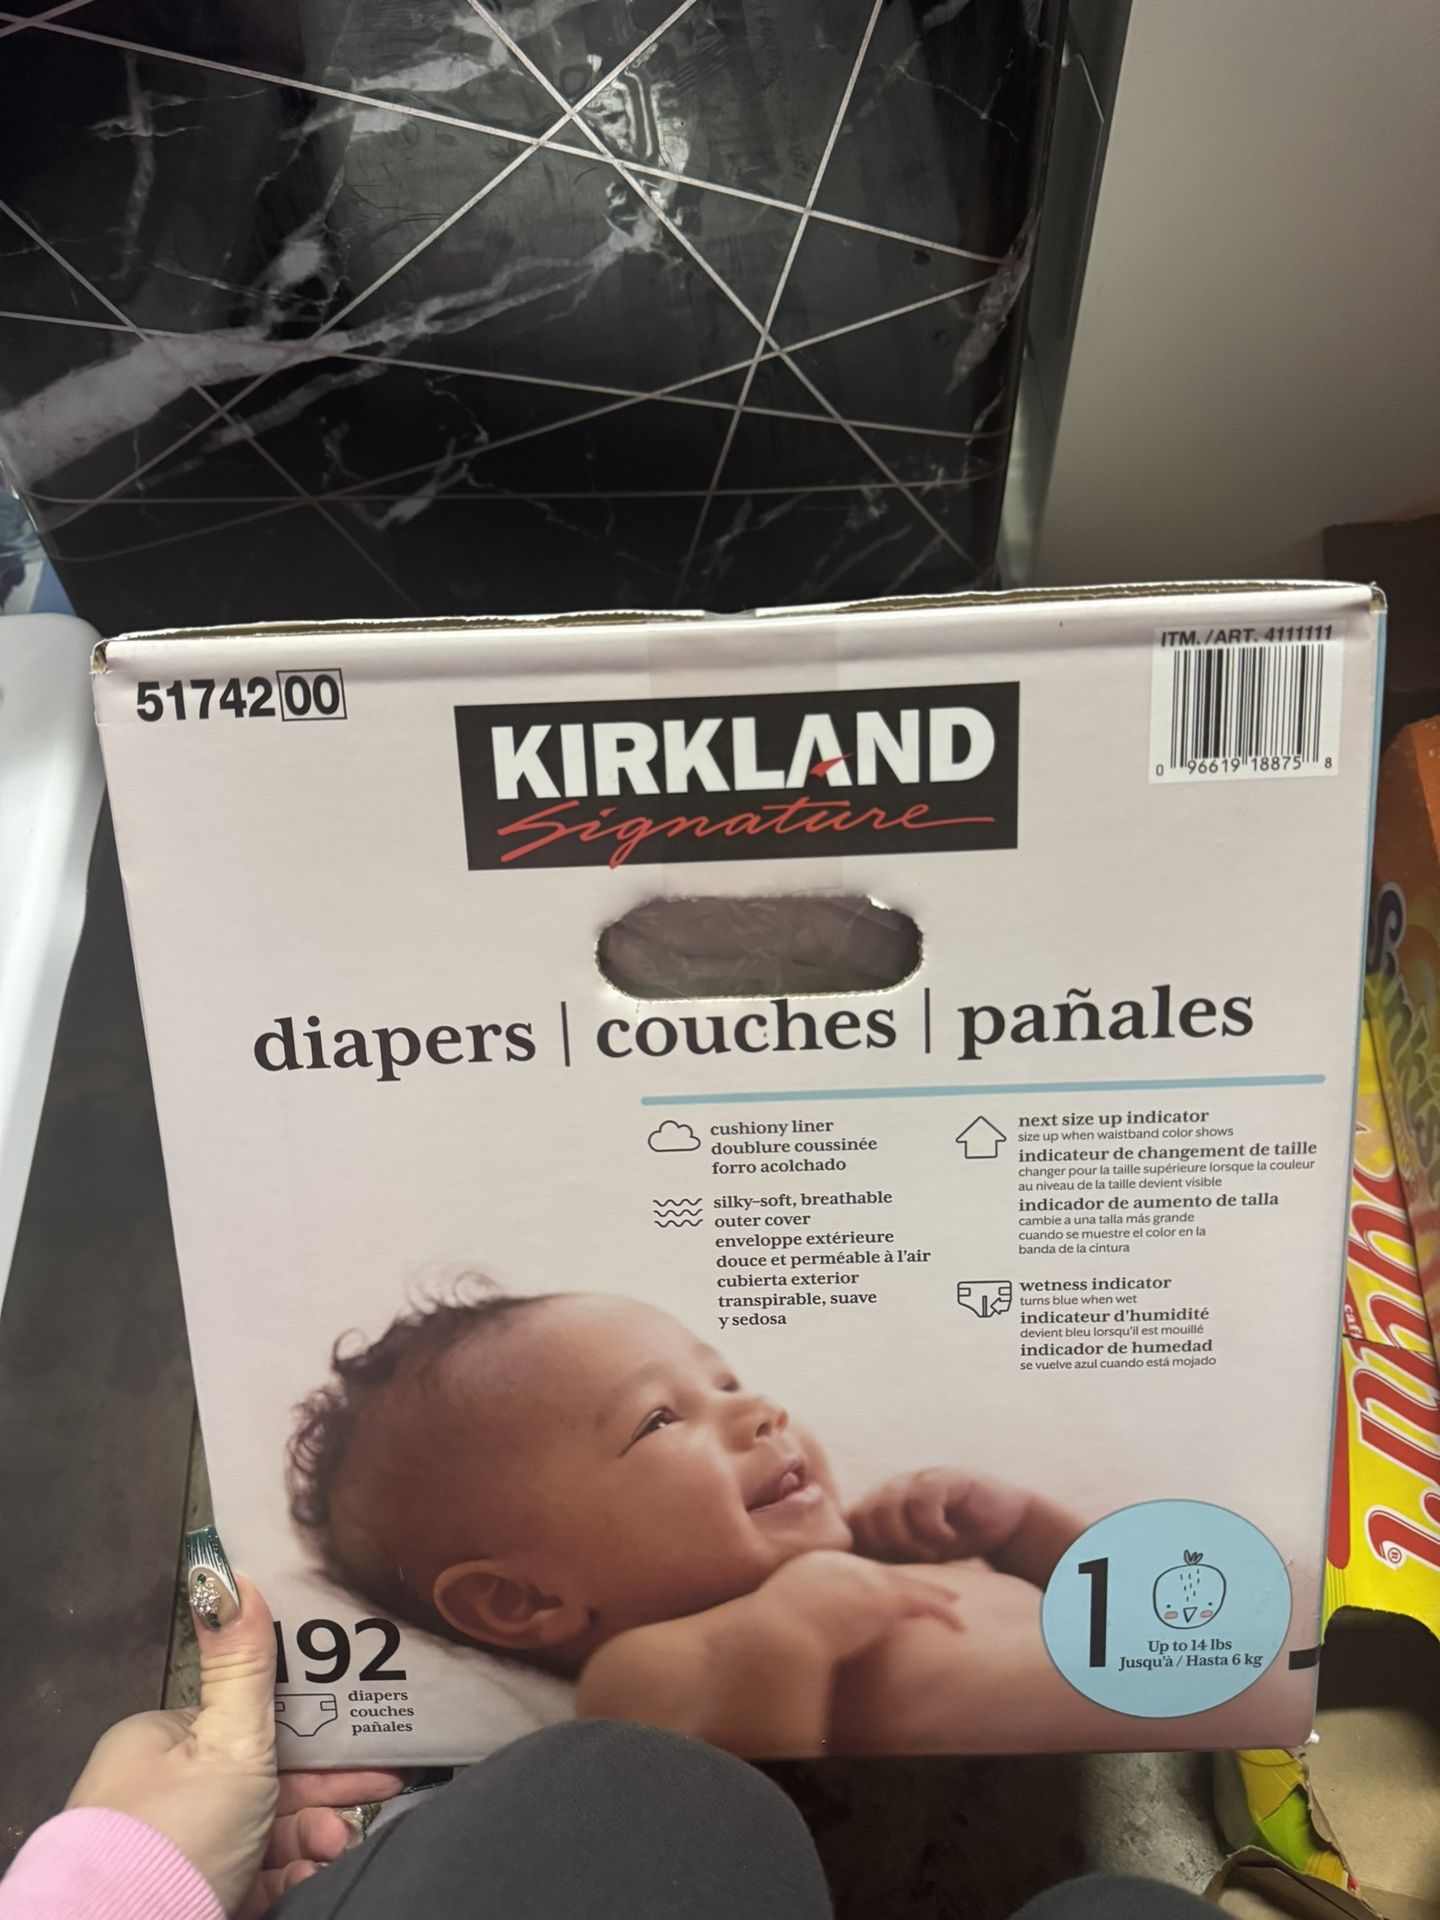 ITM. /ART. 4111111
51742 00
0 96619 18875 8
KIRKLAND
Signature
diapers | couches | pañales
cushiony liner
doublure coussinée
forro acolchado
silky-soft, breathable
outer cover
enveloppe extérieure
douce et perméable à l'air
cubierta exterior
transpirable, suave
y sedosa
next size up indicator
size up when waistband color shows
indicateur de changement de taille
changer pour la taille supérieure lorsque la couleur
au niveau de la taille devient visible
indicador de aumento de talla
cambie a una talla más grande
cuando se muestre el color en la
banda de la cintura
wetness indicator
turns blue when wet
indicateur d'humidité
devient bleu lorsqu'il est mouillé
indicador de humedad
se vuelve azul cuando está mojado
192
diapers
couches
pañales
1
Up to 14 lbs
Jusqu'à / Hasta 6 kg